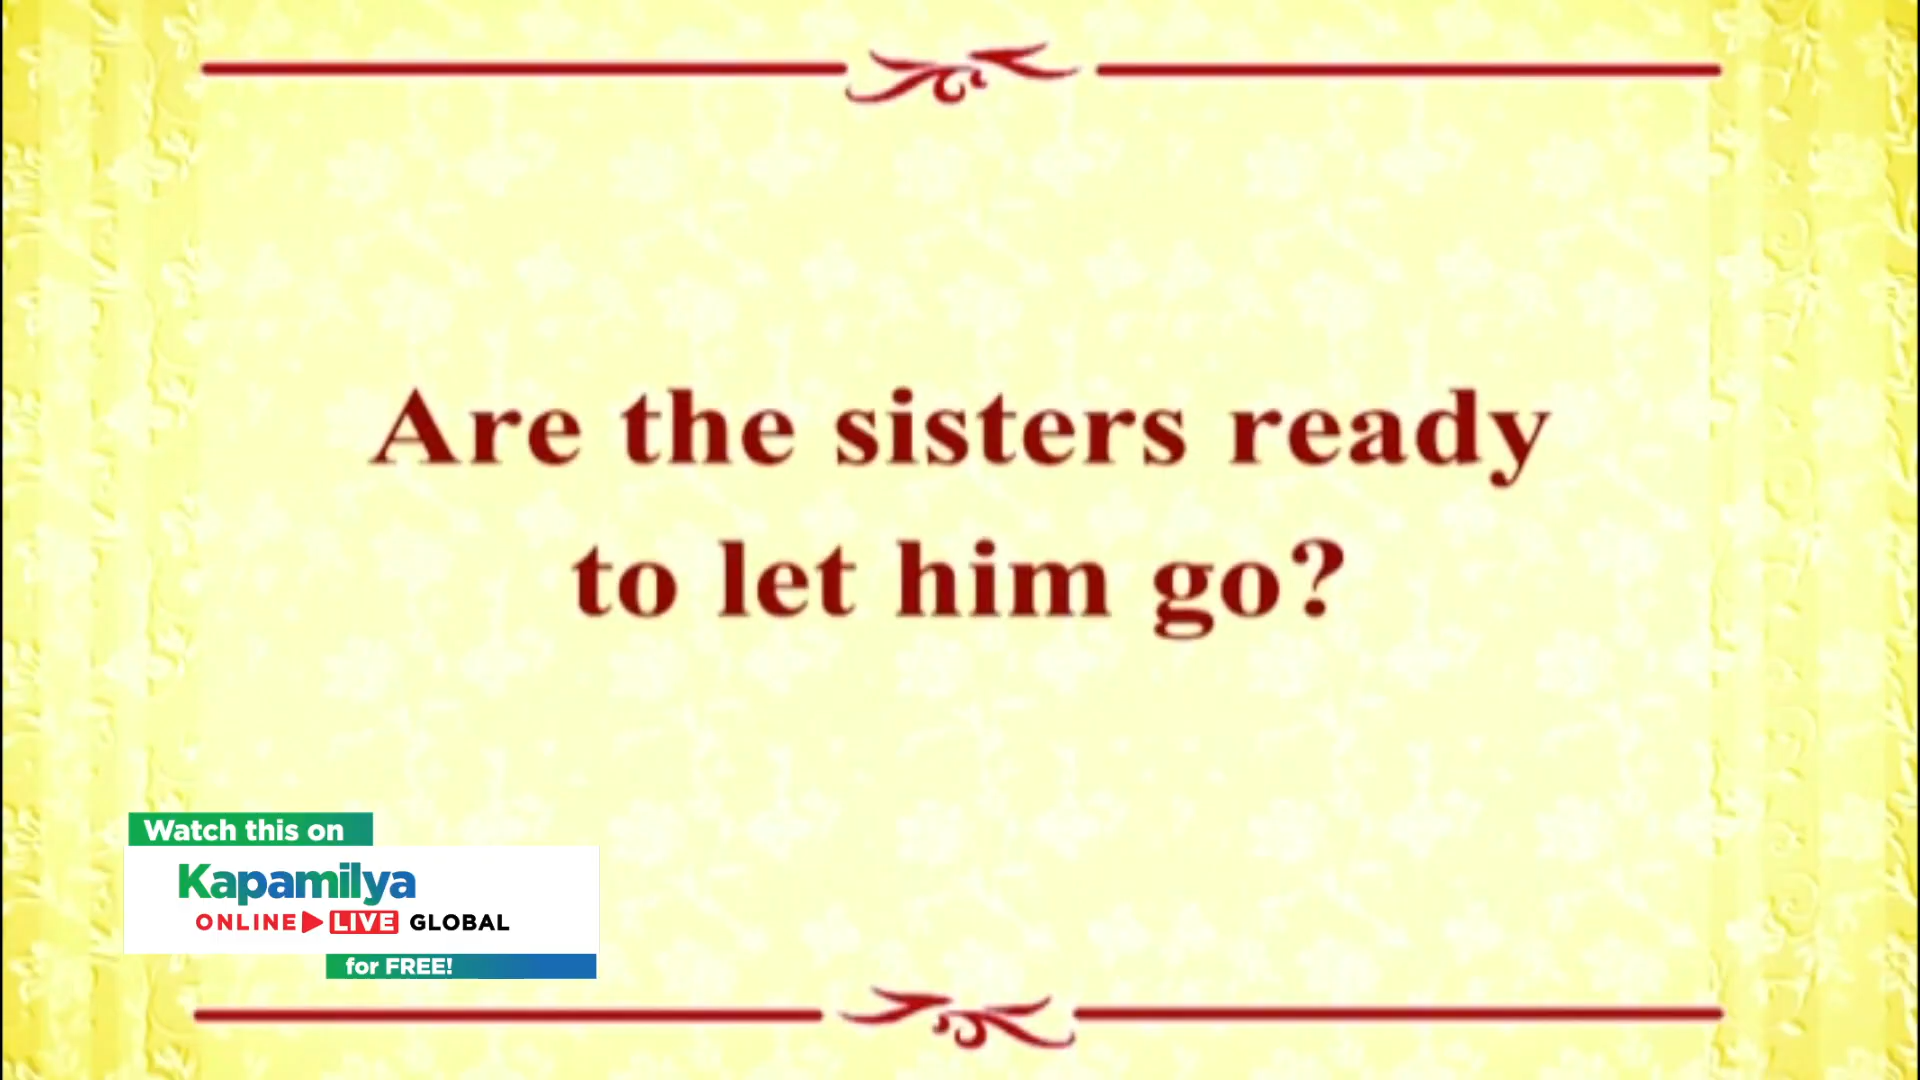 Are the sisters ready
to let him go?
Watch this on
Kapamilya
ONLINE LIVE GLOBAL
for FREE!